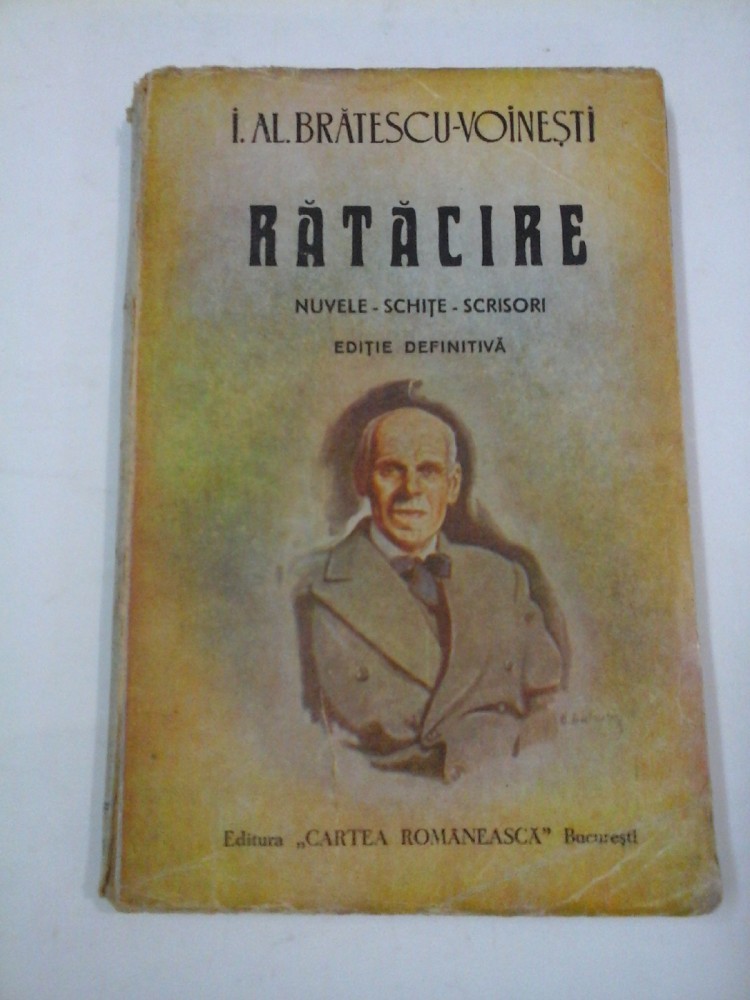 I. AL. BRĂTESCU-VOINEȘTI
RĂTĂCIRE
NUVELE - SCHIȚE - SCRISORI
EDIȚIE DEFINITIVĂ
Editura „CARTEA ROMÂNEASCĂ” București